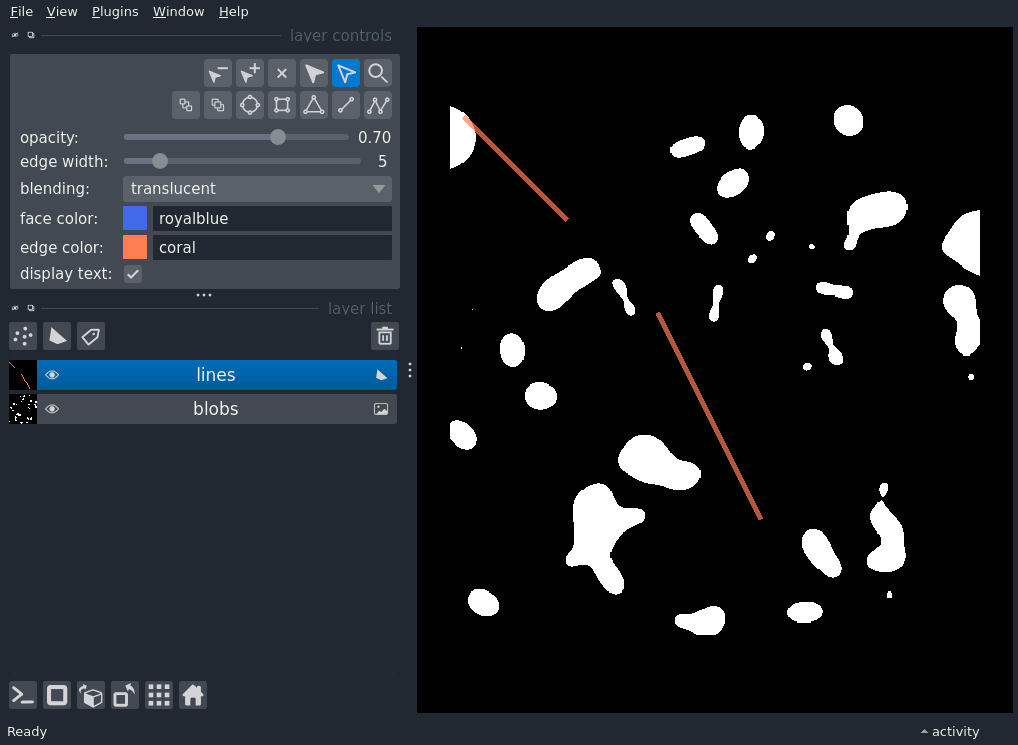 File View Plugins Window Help
layer controls
opacity: 0.70
edge width: 5
blending: translucent
face color: royalblue
edge color: coral
display text:
layer list
lines
blobs
Ready activity